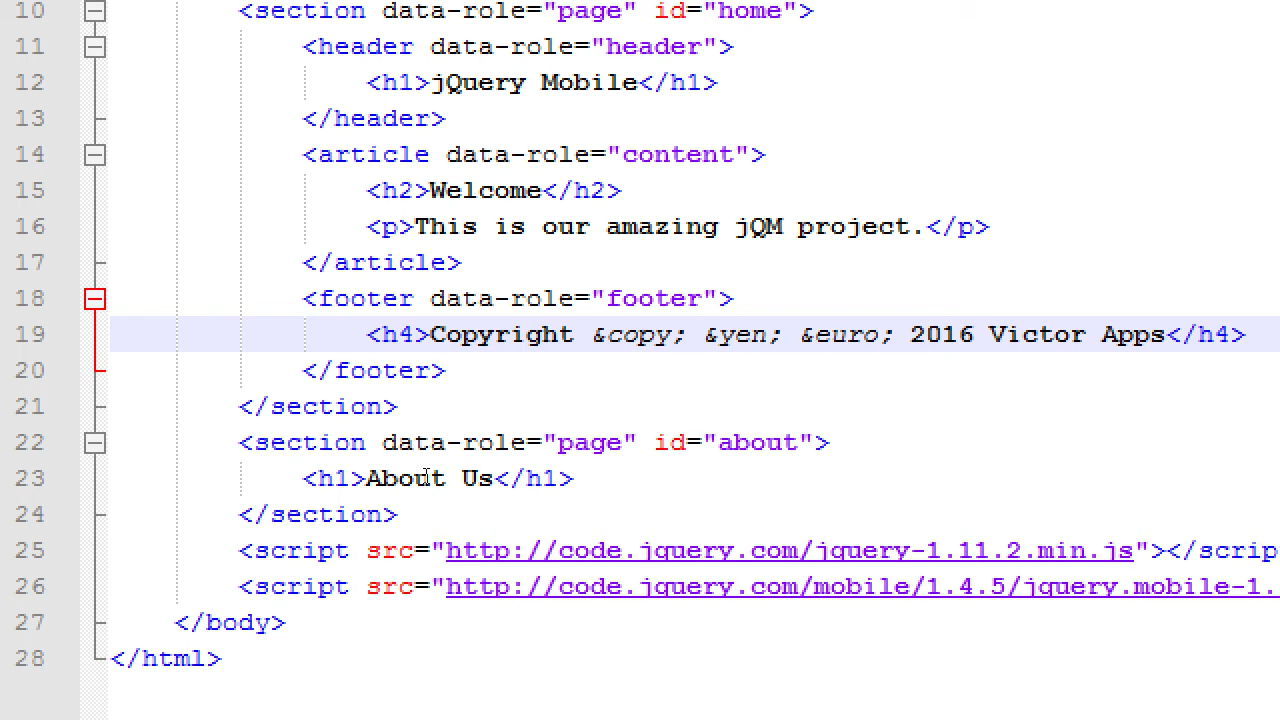 10 <section data-role="page" id="home">
11 <header data-role="header">
12 <h1>jQuery Mobile</h1>
13 </header>
14 <article data-role="content">
15 <h2>Welcome</h2>
16 <p>This is our amazing jQM project.</p>
17 </article>
18 <footer data-role="footer">
19 <h4>Copyright &copy; &yen; &euro; 2016 Victor Apps</h4>
20 </footer>
21 </section>
22 <section data-role="page" id="about">
23 <h1>About Us</h1>
24 </section>
25 <script src="http://code.jquery.com/jquery-1.11.2.min.js"></scrip
26 <script src="http://code.jquery.com/mobile/1.4.5/jquery.mobile-1.
27 </body>
28 </html>